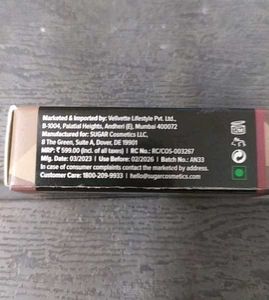 Marketed & Imported by: Velvette Lifestyle Pvt. Ltd.,
B-1004, Palatial Heights, Andheri (E), Mumbai 400072
Manufactured for: SUGAR Cosmetics LLC,
8 The Green, Suite A, Dover, DE 19901
MRP: ₹ 599.00 (Incl. of all taxes) | RC No.: RC/COS-003267
Mfg. Date: 03/2023 | Use Before: 02/2026 | Batch No: AN33
In case of consumer complaints contact the marketed by address.
Customer Care: 1800-209-9933 | hello@sugarcosmetics.com